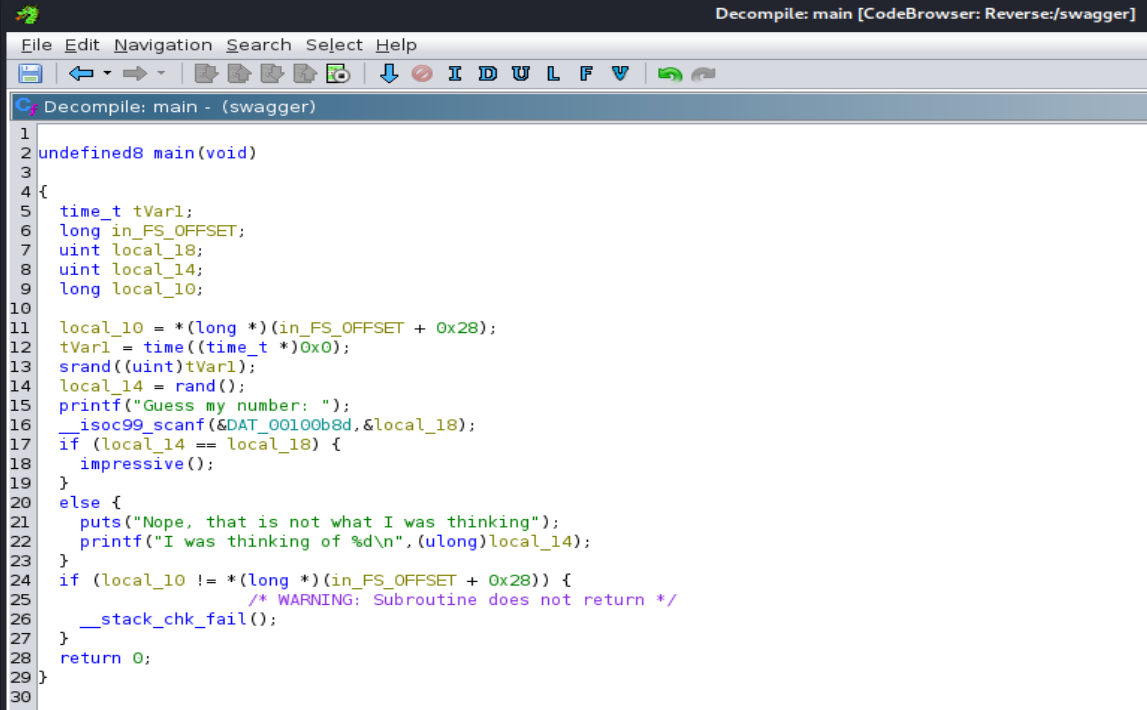 Decompile: main [CodeBrowser: Reverse:/swagger]
File Edit Navigation Search Select Help
I D U L F V
Decompile: main - (swagger)
1
2 undefined8 main(void)
3
4 {
5 time_t tVar1;
6 long in_FS_OFFSET;
7 uint local_18;
8 uint local_14;
9 long local_10;
10
11 local_10 = *(long *)(in_FS_OFFSET + 0x28);
12 tVar1 = time((time_t *)0x0);
13 srand((uint)tVar1);
14 local_14 = rand();
15 printf("Guess my number: ");
16 __isoc99_scanf(&DAT_00100b8d,&local_18);
17 if (local_14 == local_18) {
18 impressive();
19 }
20 else {
21 puts("Nope, that is not what I was thinking");
22 printf("I was thinking of %d\n",(ulong)local_14);
23 }
24 if (local_10 != *(long *)(in_FS_OFFSET + 0x28)) {
25 /* WARNING: Subroutine does not return */
26 __stack_chk_fail();
27 }
28 return 0;
29 }
30